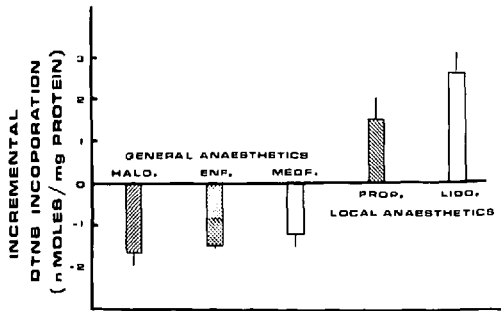 INCREMENTAL
DTNB INCOPORATION
(nMOLES/mg PROTEIN)
3
2
1
0
-1
-2
GENERAL ANAESTHETICS
HALO. ENF. MEOF.
PROP. LIDO.
LOCAL ANAESTHETICS